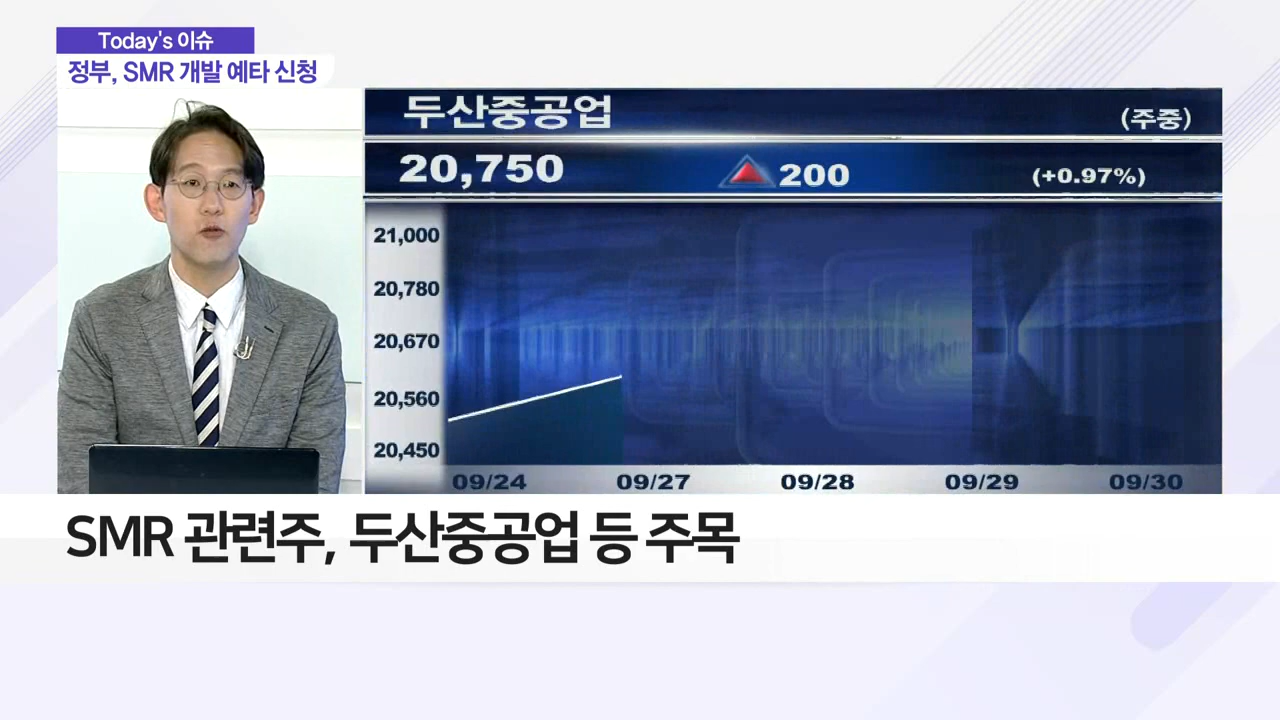 Today's 이슈
정부, SMR 개발 예타 신청
두산중공업 (주중)
20,750 200 (+0.97%)
21,000
20,780
20,670
20,560
20,450
09/24 09/27 09/28 09/29 09/30
SMR 관련주, 두산중공업 등 주목